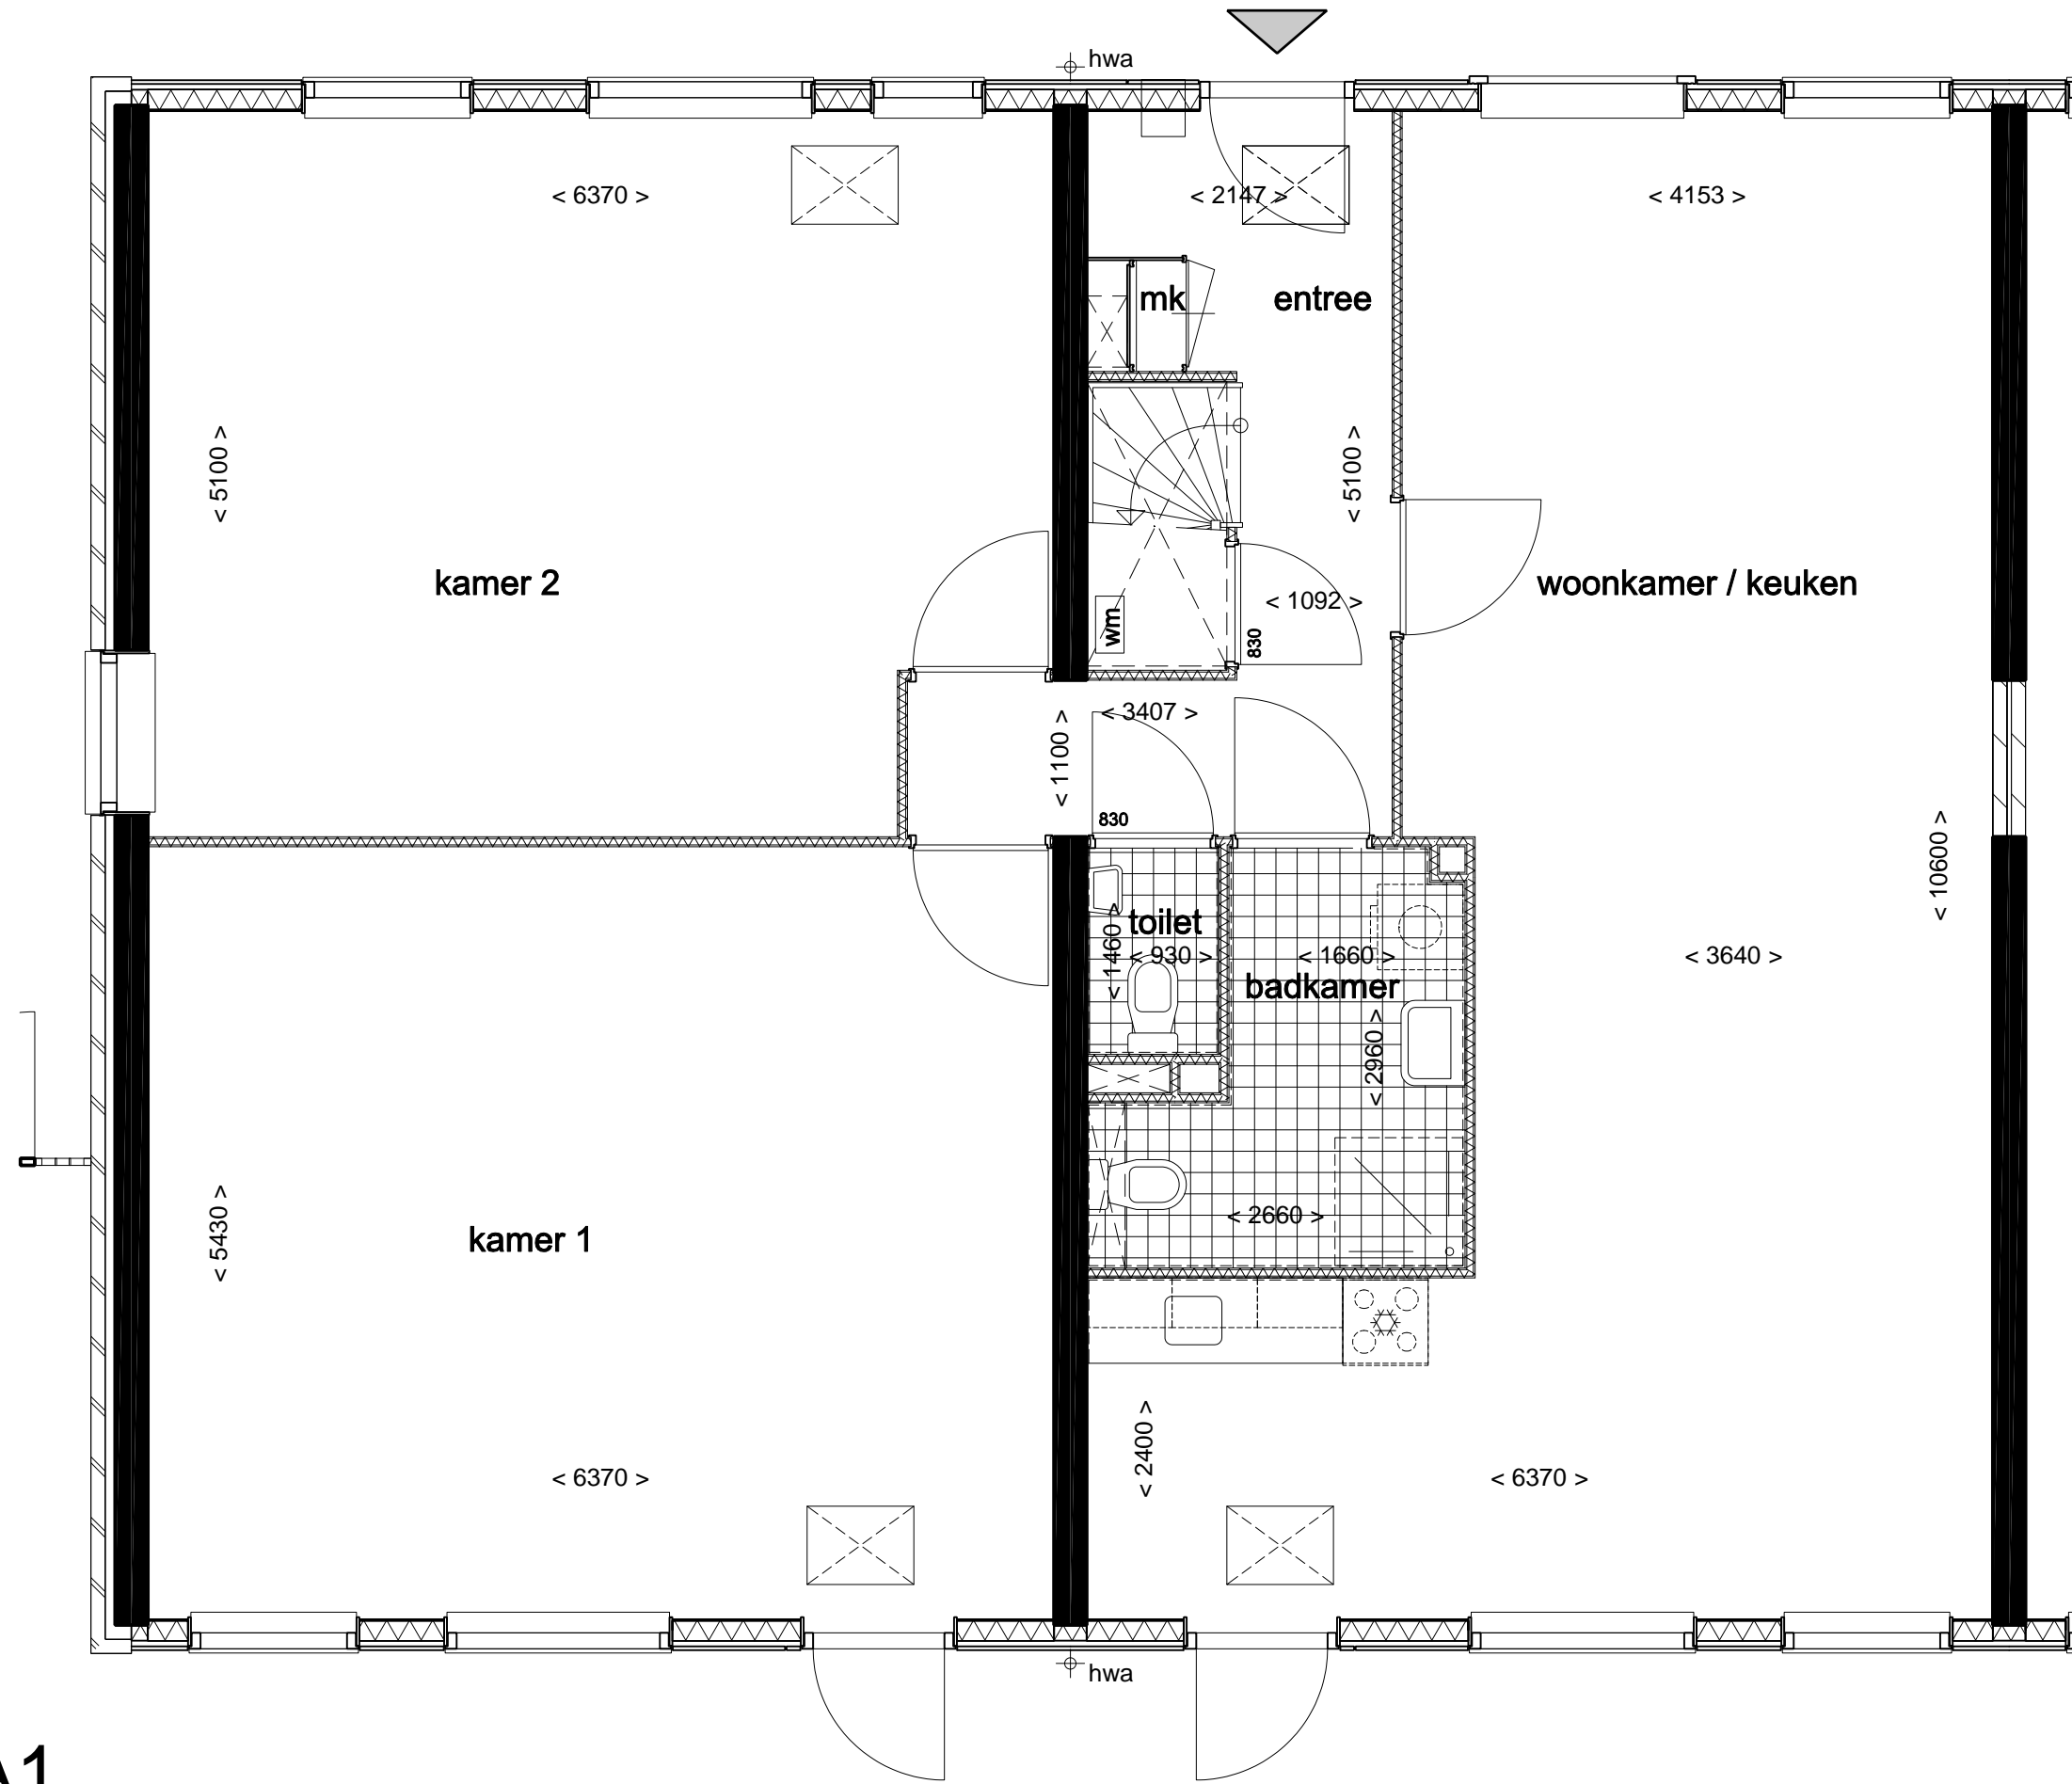 hwa
< 6370 >
< 2147 >
< 4153 >
mk
entree
< 5100 >
< 5100 >
kamer 2
woonkamer / keuken
< 1092 >
wm
830
< 3407 >
< 1100 >
830
< 10600 >
toilet
< 1460 >
< 930 >
< 1660 >
< 3640 >
badkamer
< 2960 >
< 2660 >
< 5430 >
kamer 1
< 2400 >
< 6370 >
< 6370 >
hwa
A1